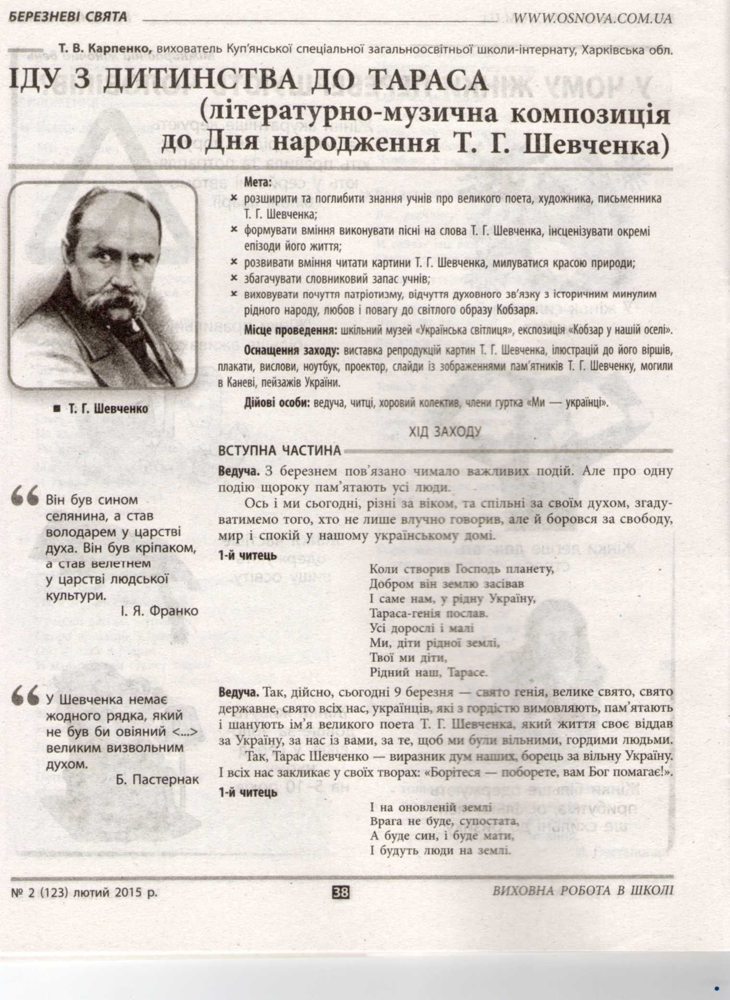 БЕРЕЗНЕВІ СВЯТА
WWW.OSNOVA.COM.UA
Т. В. Карпенко, вихователь Куп'янської спеціальної загальноосвітньої школи-інтернату, Харківська обл.
ІДУ З ДИТИНСТВА ДО ТАРАСА
(літературно-музична композиція
до Дня народження Т. Г. Шевченка)
Мета:
× розширити та поглибити знання учнів про великого поета, художника, письменника
Т. Г. Шевченка;
× формувати вміння виконувати пісні на слова Т. Г. Шевченка, інсценізувати окремі
епізоди його життя;
× розвивати вміння читати картини Т. Г. Шевченка, милуватися красою природи;
× збагачувати словниковий запас учнів;
× виховувати почуття патріотизму, відчуття духовного зв'язку з історичним минулим
рідного народу, любов і повагу до світлого образу Кобзаря.
Місце проведення: шкільний музей «Українська світлиця», експозиція «Кобзар у нашій оселі».
Оснащення заходу: виставка репродукцій картин Т. Г. Шевченка, ілюстрацій до його віршів,
плакати, вислови, ноутбук, проектор, слайди із зображеннями пам'ятників Т. Г. Шевченку, могили
в Каневі, пейзажів України.
Дійові особи: ведуча, читці, хоровий колектив, члени гуртка «Ми — українці».
■ Т. Г. Шевченко
ХІД ЗАХОДУ
ВСТУПНА ЧАСТИНА
Ведуча. З березнем пов'язано чимало важливих подій. Але про одну
подію щороку пам'ятають усі люди.
Ось і ми сьогодні, різні за віком, та спільні за своїм духом, згаду-
ватимемо того, хто не лише влучно говорив, але й боровся за свободу,
мир і спокій у нашому українському домі.
1-й читець
Коли створив Господь планету,
Добром він землю засівав
І саме нам, у рідну Україну,
Тараса-генія послав.
Усі дорослі і малі
Ми, діти рідної землі,
Твої ми діти,
Рідний наш, Тарасе.
Ведуча. Так, дійсно, сьогодні 9 березня — свято генія, велике свято, свято
державне, свято всіх нас, українців, які з гордістю вимовляють, пам'ятають
і шанують ім'я великого поета Т. Г. Шевченка, який життя своє віддав
за Україну, за нас із вами, за те, щоб ми були вільними, гордими людьми.
Так, Тарас Шевченко — виразник дум наших, борець за вільну Україну.
І всіх нас закликає у своїх творах: «Борітеся — поборете, вам Бог помагає!».
1-й читець
І на оновленій землі
Врага не буде, супостата,
А буде син, і буде мати,
І будуть люди на землі.
“ Він був сином
селянина, а став
володарем у царстві
духа. Він був кріпаком,
а став велетнем
у царстві людської
культури.
І. Я. Франко
“ У Шевченка немає
жодного рядка, який
не був би овіяний <...>
великим визвольним
духом.
Б. Пастернак
№ 2 (123) лютий 2015 р.
38
ВИХОВНА РОБОТА В ШКОЛІ